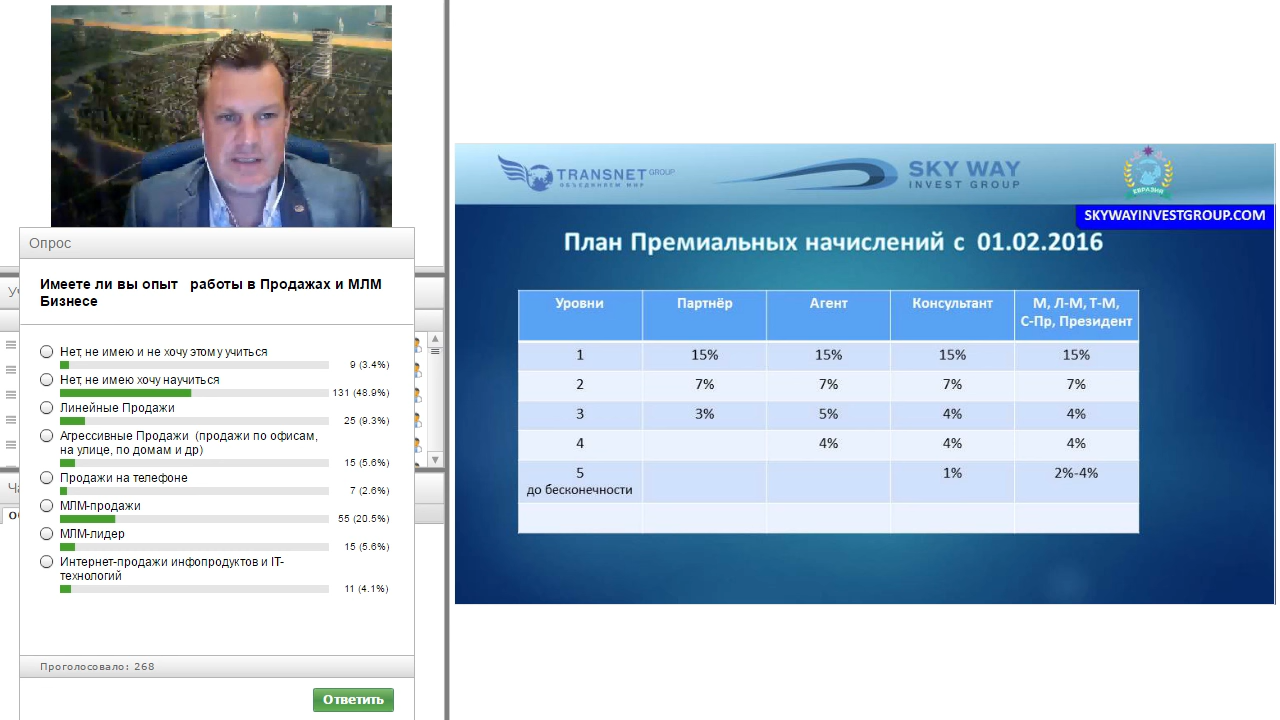 Опрос
Имеете ли вы опыт работы в Продажах и МЛМ
Бизнесе
Нет, не имею и не хочу этому учиться
9 (3.4%)
Нет, не имею хочу научиться
131 (48.9%)
Линейные Продажи
25 (9.3%)
Агрессивные Продажи (продажи по офисам,
на улице, по домам и др)
15 (5.6%)
Продажи на телефоне
7 (2.6%)
МЛМ-продажи
55 (20.5%)
МЛМ-лидер
15 (5.6%)
Интернет-продажи инфопродуктов и IT-
технологий
11 (4.1%)
Проголосовало: 268
Ответить
TRANSNET GROUP
ОБЪЕДИНЯЕМ МИР
SKY WAY
INVEST GROUP
ЕВРАЗИЯ
SKYWAYINVESTGROUP.COM
План Премиальных начислений с 01.02.2016
Уровни Партнёр Агент Консультант М, Л-М, Т-М,
С-Пр, Президент
1 15% 15% 15% 15%
2 7% 7% 7% 7%
3 3% 5% 4% 4%
4 4% 4% 4%
5 1% 2%-4%
до бесконечности